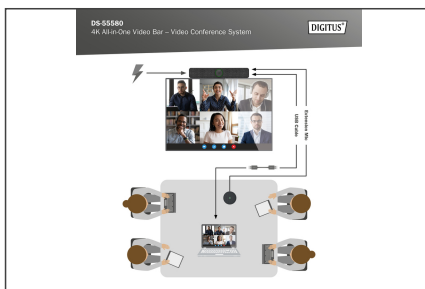 DS-55580
4K All-in-One Video Bar – Video Conference System
DIGITUS®
Extension Mic
USB Cable